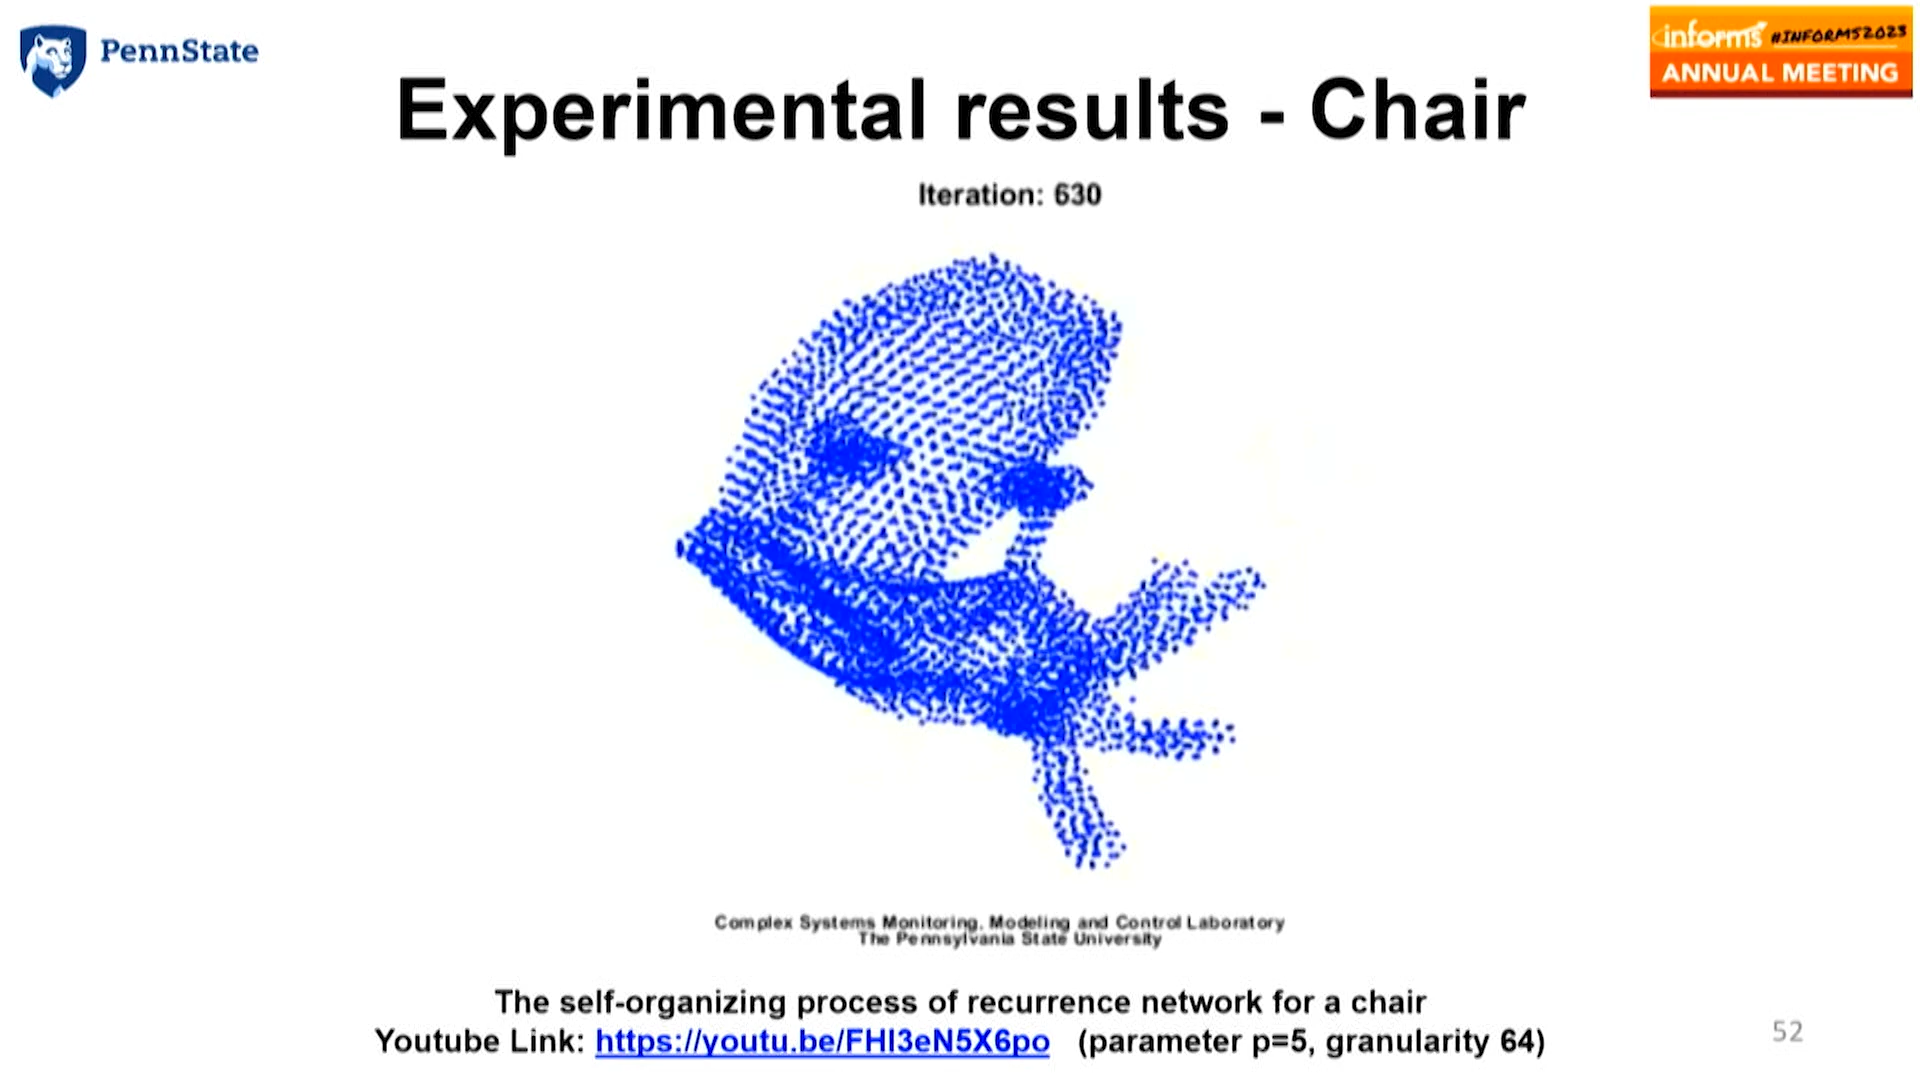 PennState
informs #INFORMS2023
ANNUAL MEETING
Experimental results - Chair
Iteration: 630
Complex Systems Monitoring, Modeling and Control Laboratory
The Pennsylvania State University
The self-organizing process of recurrence network for a chair
Youtube Link: https://youtu.be/FHI3eN5X6po (parameter p=5, granularity 64)
52